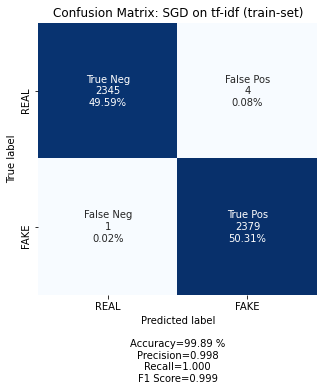 Confusion Matrix: SGD on tf-idf (train-set)
True Neg
2345
49.59%
False Pos
4
0.08%
REAL
True label
False Neg
1
0.02%
True Pos
2379
50.31%
FAKE
REAL
FAKE
Predicted label
Accuracy=99.89 %
Precision=0.998
Recall=1.000
F1 Score=0.999